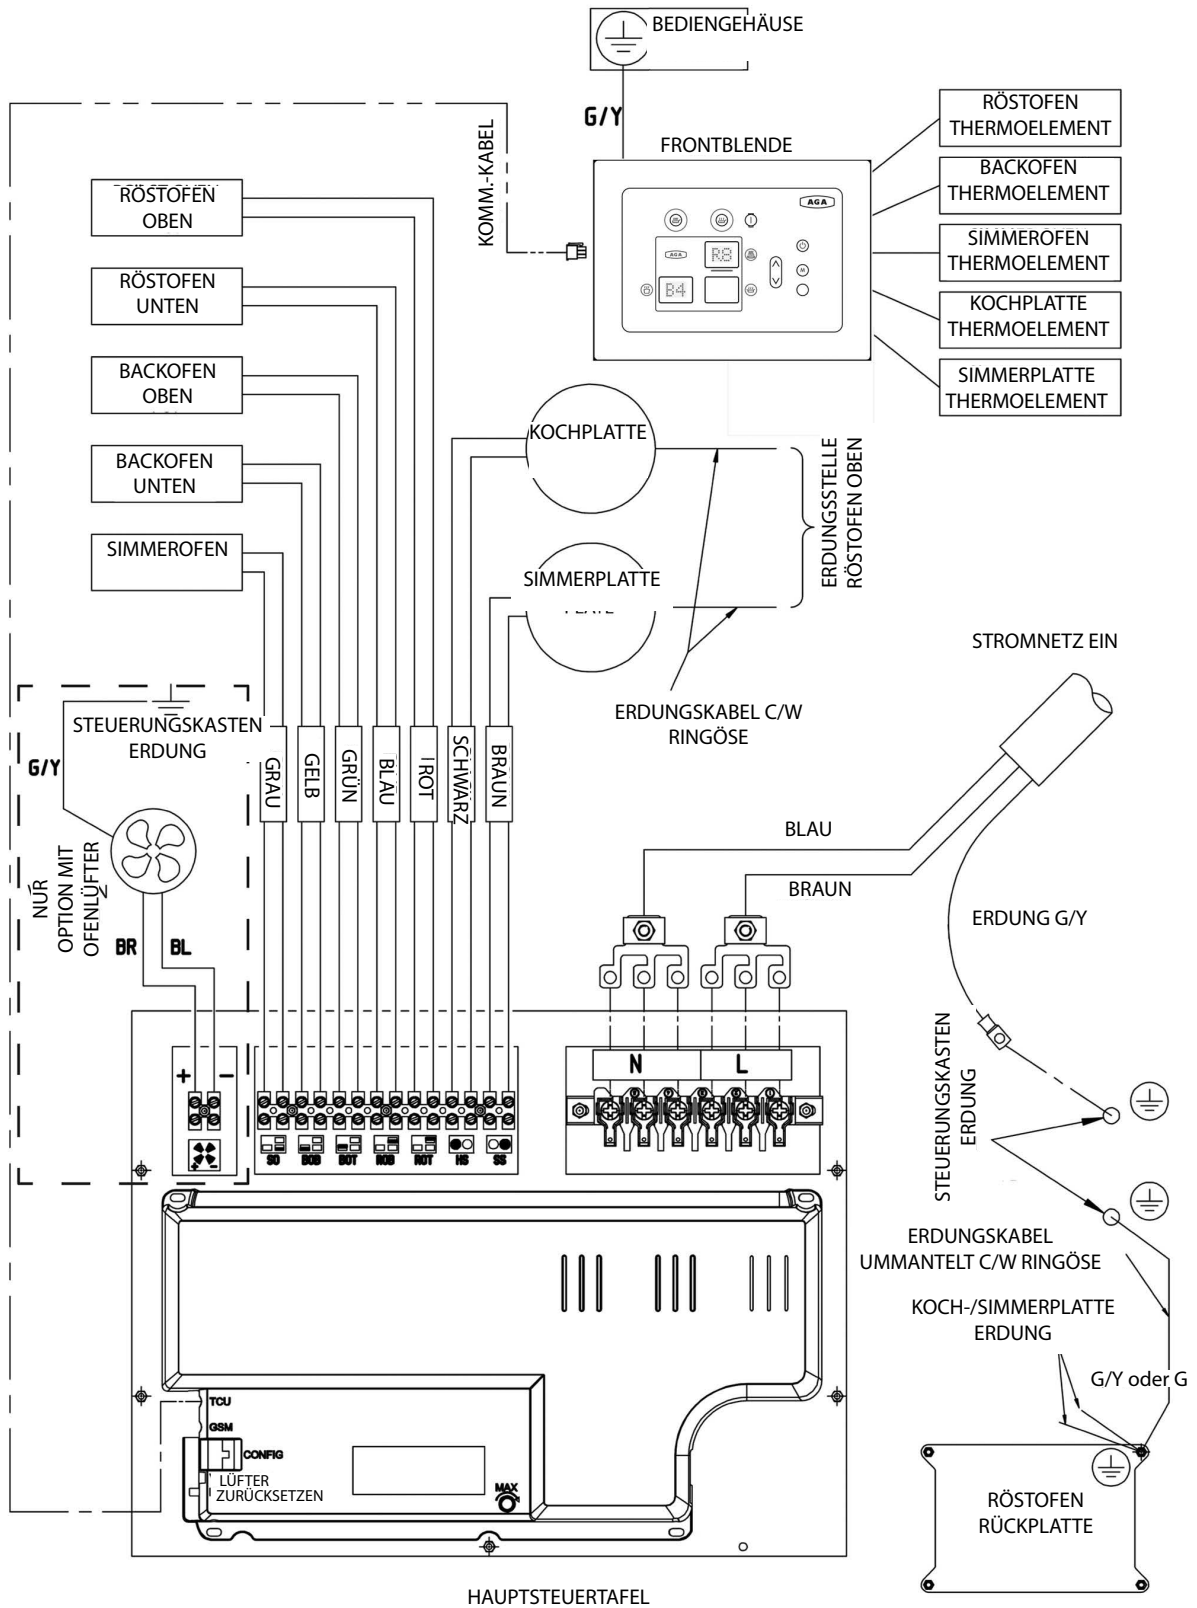 BEDIENGEHÄUSE
G/Y
KOMM.-KABEL
FRONTBLENDE
RÖSTOFEN
THERMOELEMENT
BACKOFEN
THERMOELEMENT
SIMMEROFEN
THERMOELEMENT
KOCHPLATTE
THERMOELEMENT
SIMMERPLATTE
THERMOELEMENT
AGA
AGA
R8
B4
M
RÖSTOFEN
OBEN
RÖSTOFEN
UNTEN
BACKOFEN
OBEN
BACKOFEN
UNTEN
SIMMEROFEN
KOCHPLATTE
SIMMERPLATTE
ERDUNGSSTELLE
RÖSTOFEN OBEN
ERDUNGSKABEL C/W
RINGÖSE
STROMNETZ EIN
STEUERUNGSKASTEN
ERDUNG
G/Y
NUR
OPTION MIT
OFENLÜFTER
BR
BL
GRAU
GELB
GRÜN
BLAU
ROT
SCHWARZ
BRAUN
BLAU
BRAUN
ERDUNG G/Y
N
L
+
−
+
−
SO
BOB
BOT
ROB
ROT
HS
SS
STEUERUNGSKASTEN
ERDUNG
ERDUNGSKABEL
UMMANTELT C/W RINGÖSE
KOCH-/SIMMERPLATTE
ERDUNG
G/Y oder G
TCU
GSM
CONFIG
LÜFTER
ZURÜCKSETZEN
MAX
RÖSTOFEN
RÜCKPLATTE
HAUPTSTEUERTAFEL